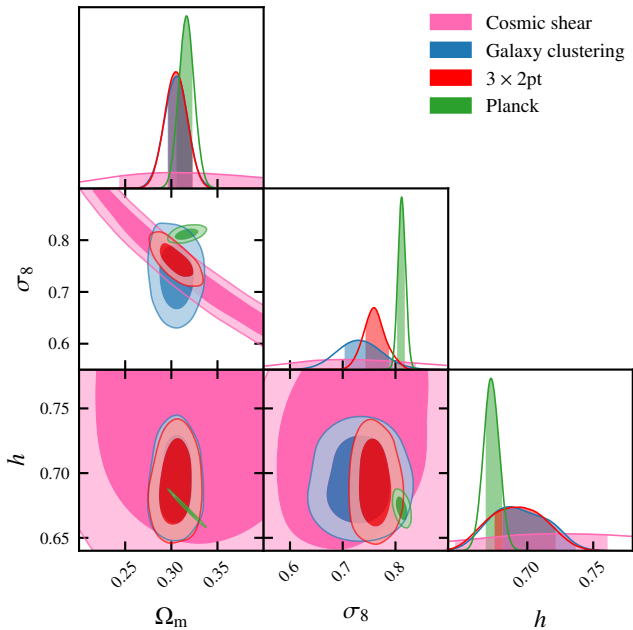 Cosmic shear
Galaxy clustering
3 × 2pt
Planck
0.8
0.7
0.6
σ₈
0.75
0.70
0.65
h
0.25 0.30 0.35
0.6 0.7 0.8
0.70 0.75
Ωₘ σ₈ h